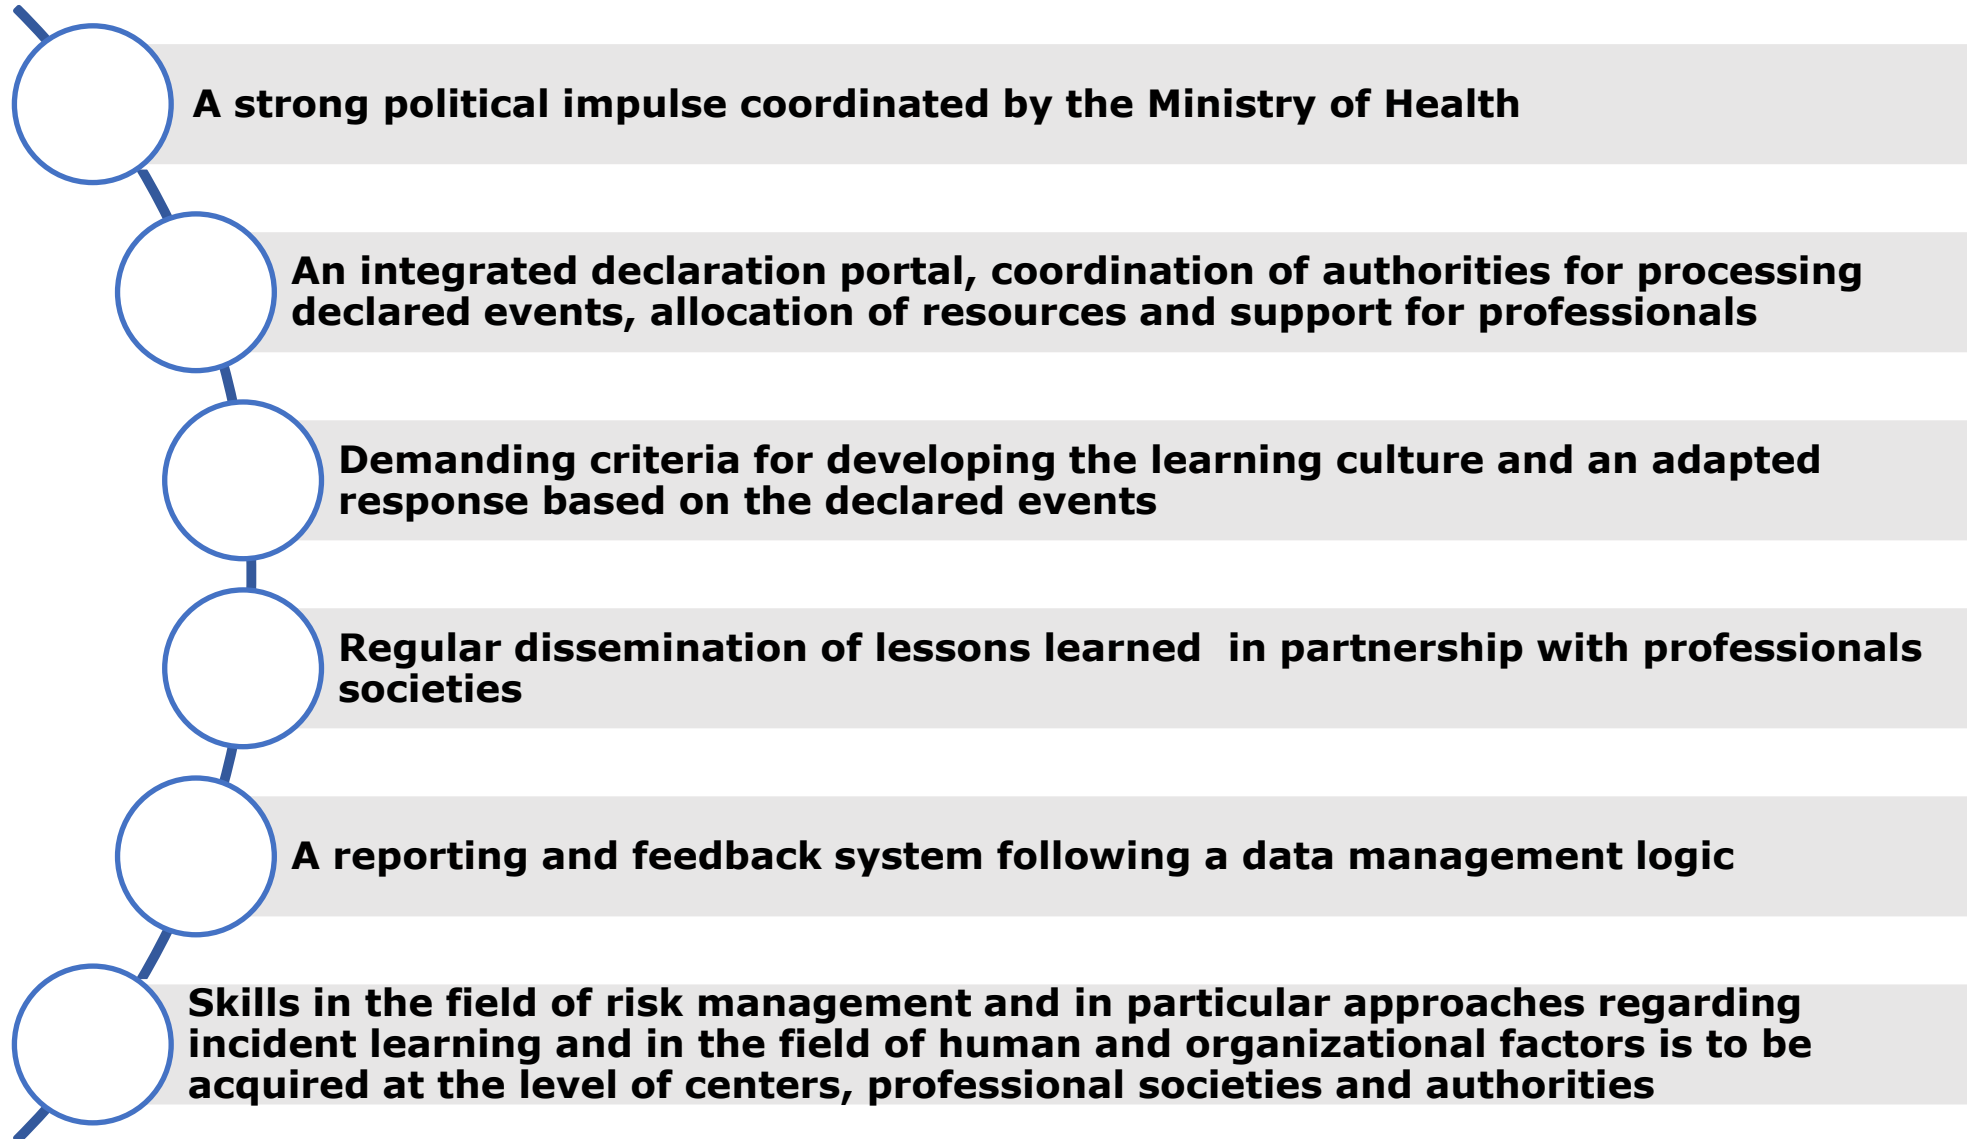 A strong political impulse coordinated by the Ministry of Health
An integrated declaration portal, coordination of authorities for processing
declared events, allocation of resources and support for professionals
Demanding criteria for developing the learning culture and an adapted
response based on the declared events
Regular dissemination of lessons learned  in partnership with professionals
societies
A reporting and feedback system following a data management logic
Skills in the field of risk management and in particular approaches regarding
incident learning and in the field of human and organizational factors is to be
acquired at the level of centers, professional societies and authorities